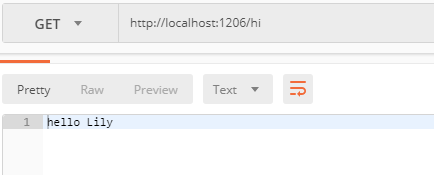 GET http://localhost:1206/hi
Pretty Raw Preview Text
1 hello Lily